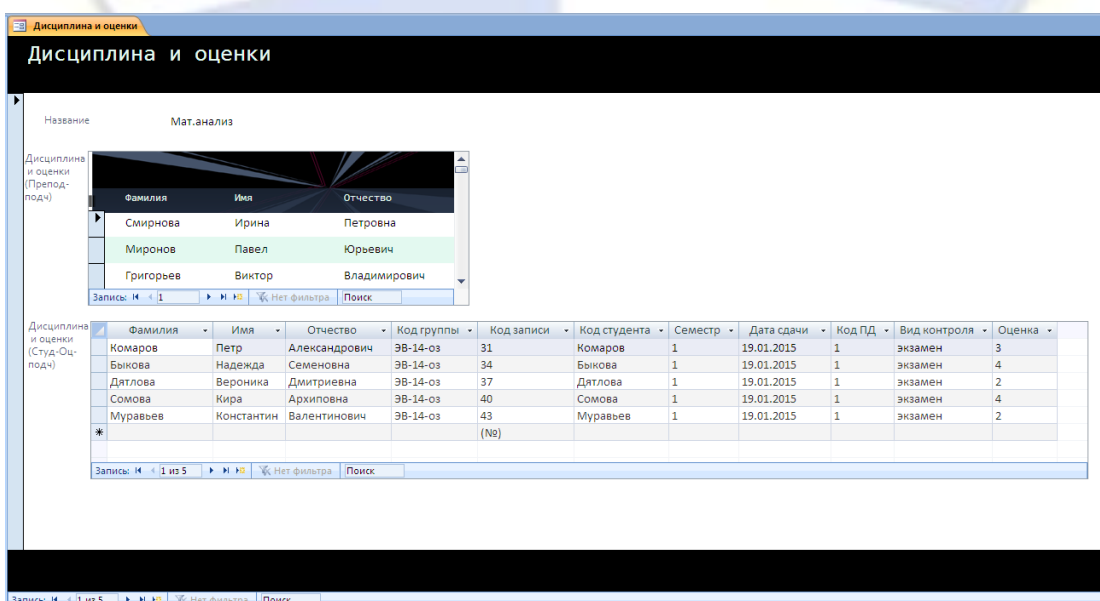 Дисциплина и оценки
Дисциплина и оценки
Название Мат.анализ
Дисциплина
и оценки
(Препод-
подч)
Фамилия Имя Отчество
Смирнова Ирина Петровна
Миронов Павел Юрьевич
Григорьев Виктор Владимирович
Запись: 1 Нет фильтра Поиск
Дисциплина
и оценки
(Студ-Оц-
подч)
Фамилия Имя Отчество Код группы Код записи Код студента Семестр Дата сдачи Код ПД Вид контроля Оценка
Комаров Петр Александрович ЭВ-14-оз 31 Комаров 1 19.01.2015 1 экзамен 3
Быкова Надежда Семеновна ЭВ-14-оз 34 Быкова 1 19.01.2015 1 экзамен 4
Дятлова Вероника Дмитриевна ЭВ-14-оз 37 Дятлова 1 19.01.2015 1 экзамен 2
Сомова Кира Архиповна ЭВ-14-оз 40 Сомова 1 19.01.2015 1 экзамен 4
Муравьев Константин Валентинович ЭВ-14-оз 43 Муравьев 1 19.01.2015 1 экзамен 2
(№)
Запись: 1 из 5 Нет фильтра Поиск
Запись: 1 из 5 Нет фильтра Поиск